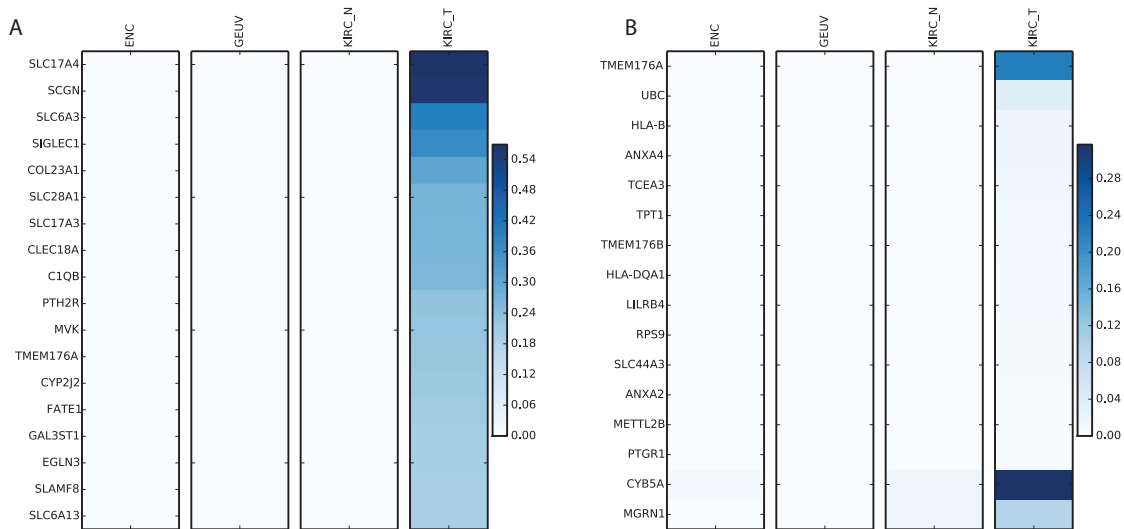 A
ENC
GEUV
KIRC_N
KIRC_T
SLC17A4
SCGN
SLC6A3
SIGLEC1
COL23A1
SLC28A1
SLC17A3
CLEC18A
C1QB
PTH2R
MVK
TMEM176A
CYP2J2
FATE1
GAL3ST1
EGLN3
SLAMF8
SLC6A13
0.54
0.48
0.42
0.36
0.30
0.24
0.18
0.12
0.06
0.00
B
ENC
GEUV
KIRC_N
KIRC_T
TMEM176A
UBC
HLA-B
ANXA4
TCEA3
TPT1
TMEM176B
HLA-DQA1
LILRB4
RPS9
SLC44A3
ANXA2
METTL2B
PTGR1
CYB5A
MGRN1
0.28
0.24
0.20
0.16
0.12
0.08
0.04
0.00